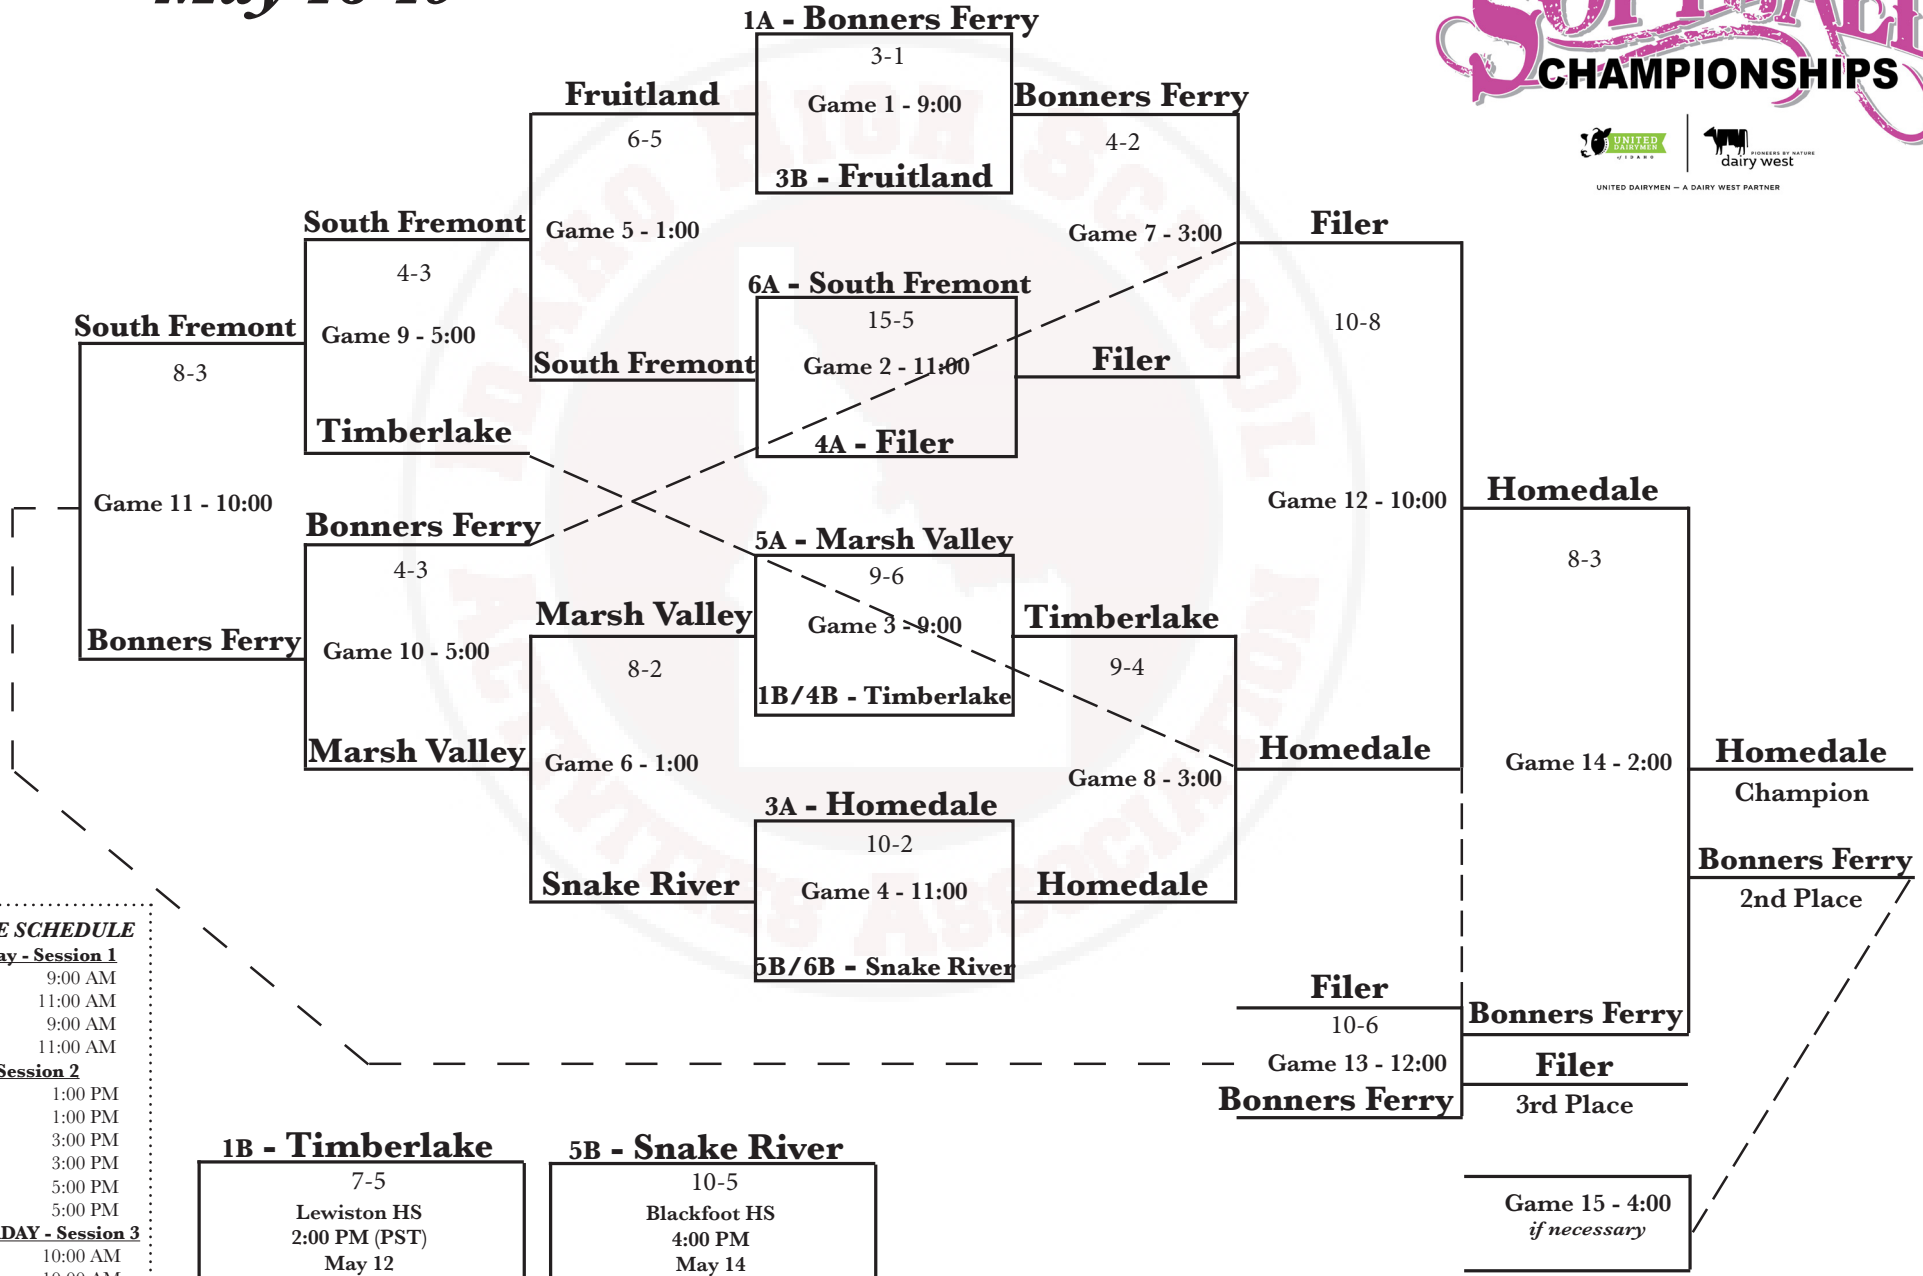 1A - Bonners Ferry
3-1
Game 1 - 9:00
3B - Fruitland
Fruitland
6-5
Game 5 - 1:00
Bonners Ferry
4-2
Game 7 - 3:00
CHAMPIONSHIPS
UNITED
DAIRYMEN
of IDAHO
PIONEERS BY NATURE
dairy west
UNITED DAIRYMEN — A DAIRY WEST PARTNER
South Fremont
4-3
Game 9 - 5:00
South Fremont
8-3
Game 11 - 10:00
6A - South Fremont
15-5
Game 2 - 11:00
4A - Filer
South Fremont
Filer
Filer
10-8
Game 12 - 10:00
Timberlake
Bonners Ferry
4-3
Game 10 - 5:00
Bonners Ferry
5A - Marsh Valley
9-6
Game 3 - 9:00
1B/4B - Timberlake
Marsh Valley
8-2
Game 6 - 1:00
Timberlake
9-4
Game 8 - 3:00
Marsh Valley
Homedale
Homedale
8-3
Game 14 - 2:00
Homedale
Champion
Bonners Ferry
2nd Place
3A - Homedale
10-2
Game 4 - 11:00
5B/6B - Snake River
Snake River
Homedale
Filer
10-6
Game 13 - 12:00
Bonners Ferry
Bonners Ferry
Filer
3rd Place
Game 15 - 4:00
if necessary
SCHEDULE
- Session 1
9:00 AM
11:00 AM
9:00 AM
11:00 AM
Session 2
1:00 PM
1:00 PM
3:00 PM
3:00 PM
5:00 PM
5:00 PM
- Session 3
10:00 AM
1B - Timberlake
7-5
Lewiston HS
2:00 PM (PST)
May 12
5B - Snake River
10-5
Blackfoot HS
4:00 PM
May 14
IDAHO HIGH SCHOOL
ACTIVITIES ASSOCIATION